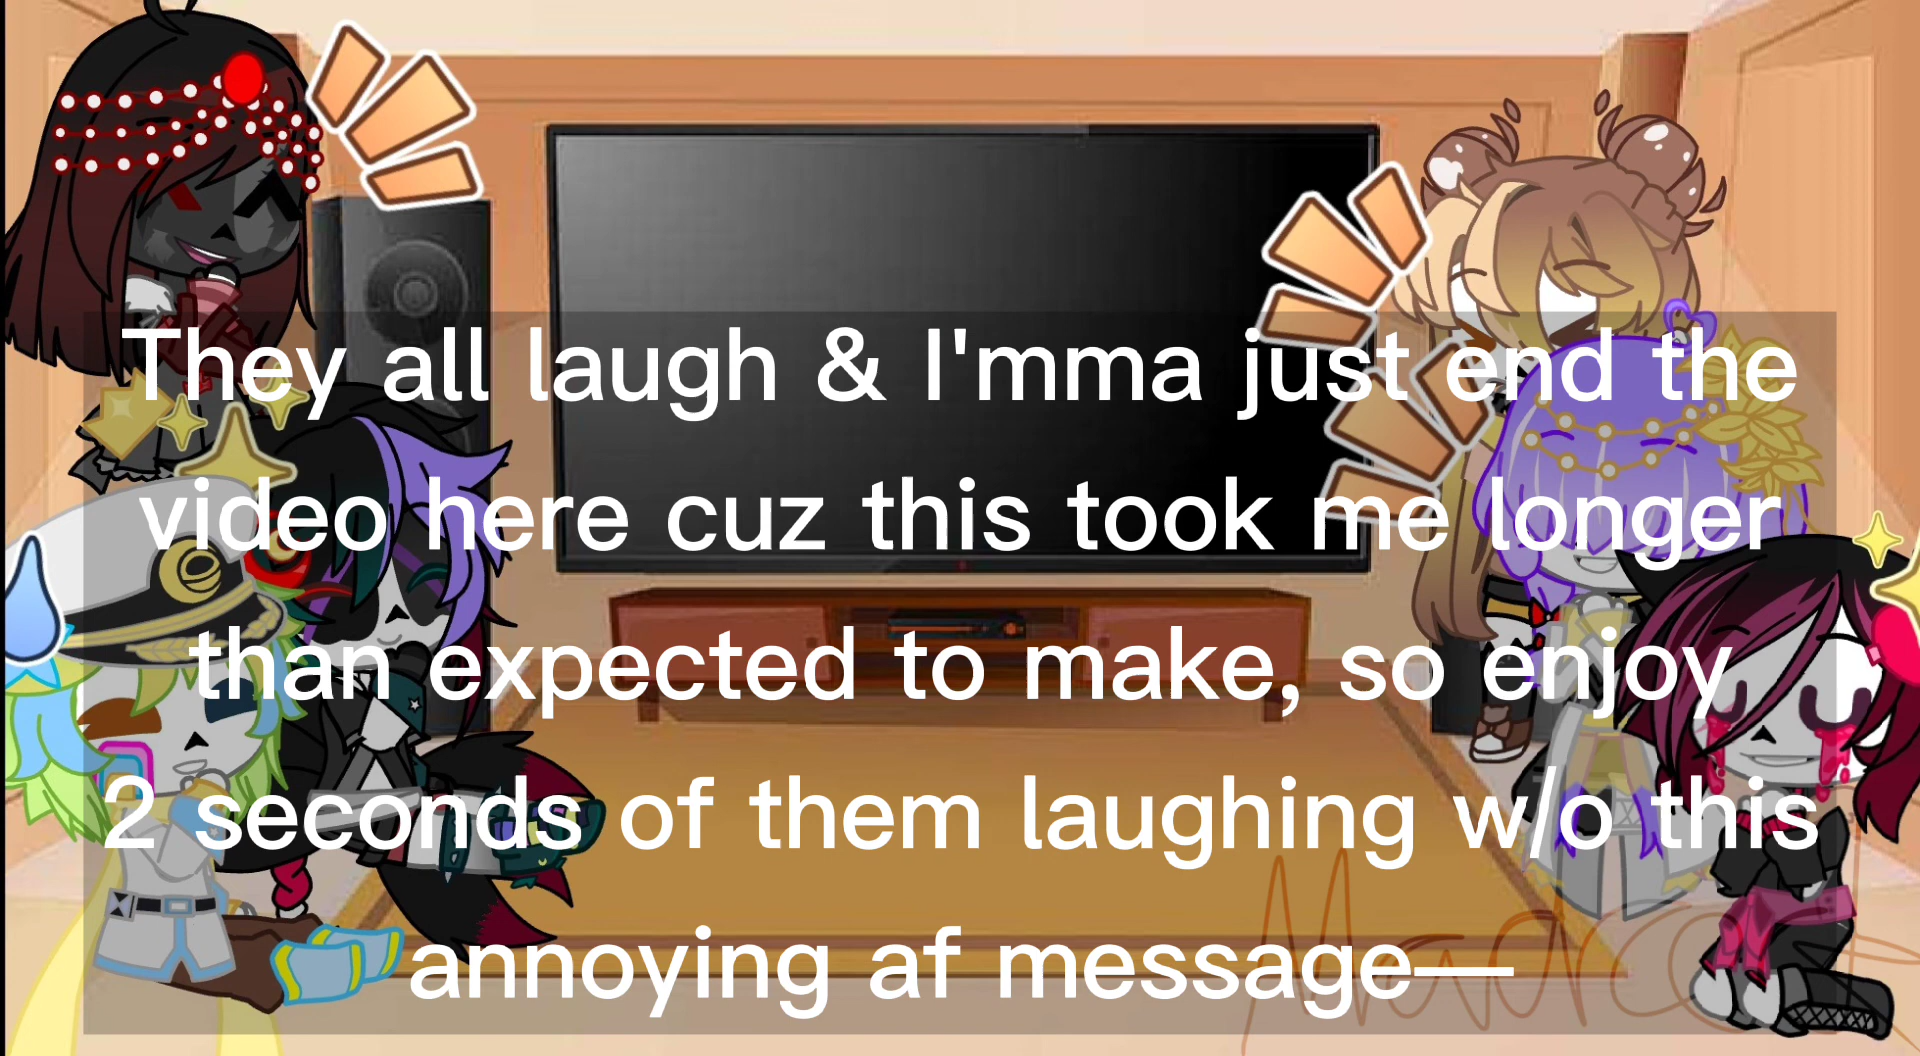 They all laugh & I'mma just end the
video here cuz this took me longer
than expected to make, so enjoy
2 seconds of them laughing w/o this
annoying af message—